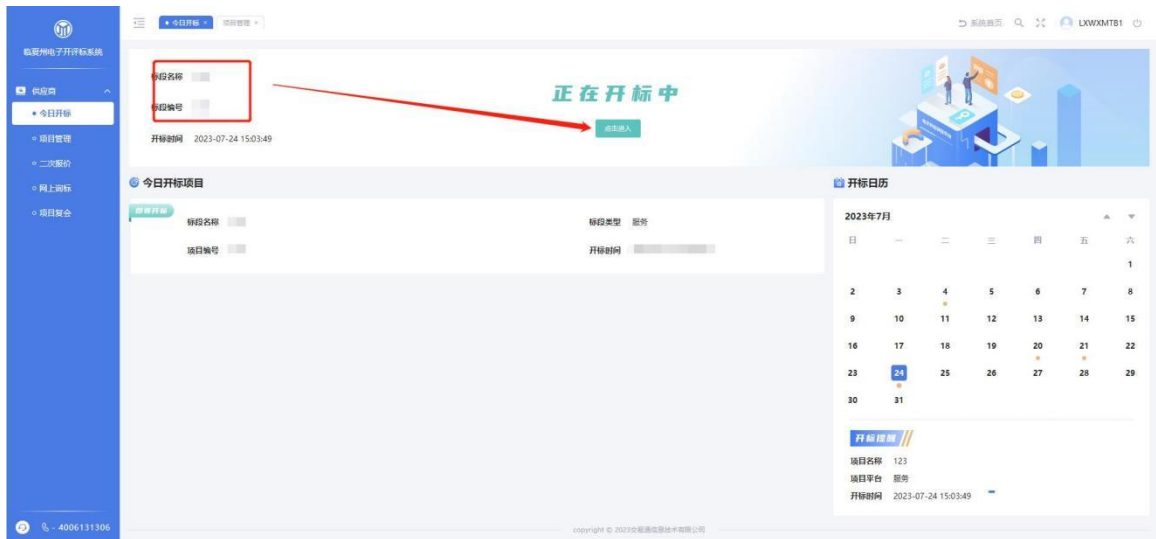 临夏州电子开评标系统
供应商
今日开标
项目管理
二次报价
网上询标
项目复会
4006131306
今日开标 ×
项目管理 ×
系统首页
LXWXMTB1
标段名称
标段编号
开标时间 2023-07-24 15:03:49
正在开标中
点击进入
今日开标项目
标段名称
标段类型 服务
项目编号
开标时间
开标日历
2023年7月
日 一 二 三 四 五 六
1
2 3 4 5 6 7 8
9 10 11 12 13 14 15
16 17 18 19 20 21 22
23 24 25 26 27 28 29
30 31
开标提醒
项目名称 123
项目平台 服务
开标时间 2023-07-24 15:03:49
copyright © 2023